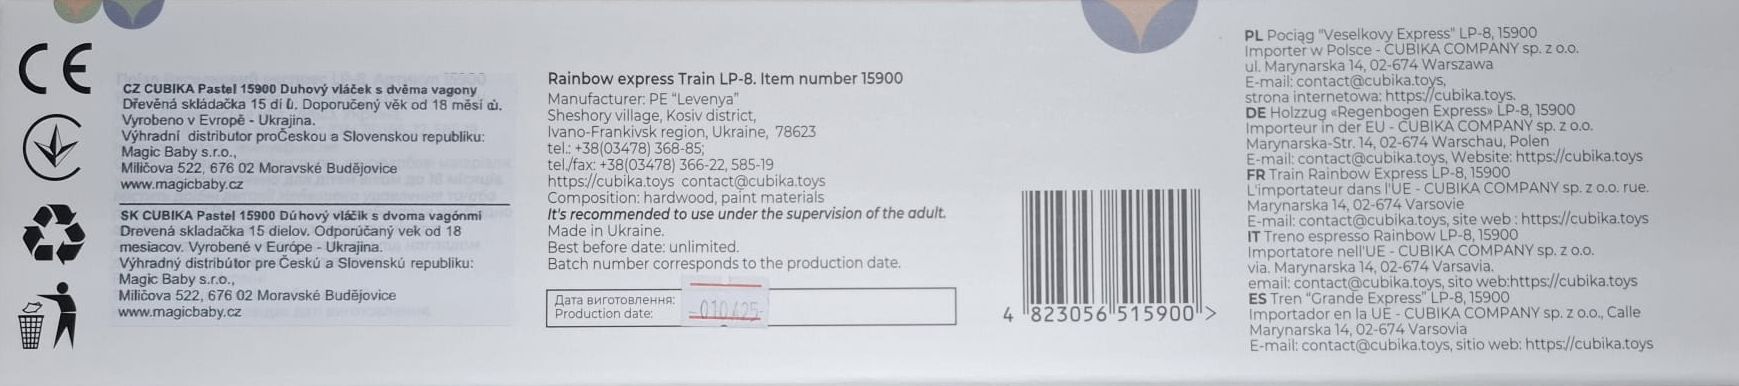 CE
CZ CUBIKA Pastel 15900 Duhový vláček s dvěma vagony
Dřevěná skládačka 15 dí ů. Doporučený věk od 18 měsí ců.
Vyrobeno v Evropě - Ukrajina.
Výhradní distributor proČeskou a Slovenskou republiku:
Magic Baby s.r.o.,
Miličova 522, 676 02 Moravské Budějovice
www.magicbaby.cz
SK CUBIKA Pastel 15900 Dúhový vláčik s dvoma vagónmi
Drevená skladačka 15 dielov. Odporúčaný vek od 18
mesiacov. Vyrobené v Európe - Ukrajina.
Výhradný distribútor pre Českú a Slovenskú republiku:
Magic Baby s.r.o.,
Miličova 522, 676 02 Moravské Budějovice
www.magicbaby.cz
Rainbow express Train LP-8. Item number 15900
Manufacturer: PE "Levenya"
Sheshory village, Kosiv district,
Ivano-Frankivsk region, Ukraine, 78623
tel.: +38(03478) 368-85;
tel./fax: +38(03478) 366-22, 585-19
https://cubika.toys contact@cubika.toys
Composition: hardwood, paint materials
It's recommended to use under the supervision of the adult.
Made in Ukraine.
Best before date: unlimited.
Batch number corresponds to the production date.
Дата виготовлення:
Production date:
010425
4 823056 515900 >
PL Pociąg "Veselkovy Express" LP-8, 15900
Importer w Polsce - CUBIKA COMPANY sp. z o.o.
ul. Marynarska 14, 02-674 Warszawa
E-mail: contact@cubika.toys,
strona internetowa: https://cubika.toys.
DE Holzzug «Regenbogen Express» LP-8, 15900
Importeur in der EU - CUBIKA COMPANY sp. z o.o.
Marynarska-Str. 14, 02-674 Warschau, Polen
E-mail: contact@cubika.toys, Website: https://cubika.toys
FR Train Rainbow Express LP-8, 15900
L'importateur dans l'UE - CUBIKA COMPANY sp. z o.o. rue.
Marynarska 14, 02-674 Varsovie
E-mail: contact@cubika.toys, site web : https://cubika.toys
IT Treno espresso Rainbow LP-8, 15900
Importatore nell'UE - CUBIKA COMPANY sp. z o.o.
via. Marynarska 14, 02-674 Varsavia.
email: contact@cubika.toys, sito web:https://cubika.toys
ES Tren "Grande Express" LP-8, 15900
Importador en la UE - CUBIKA COMPANY sp. z o.o., Calle
Marynarska 14, 02-674 Varsovia
E-mail: contact@cubika.toys, sitio web: https://cubika.toys